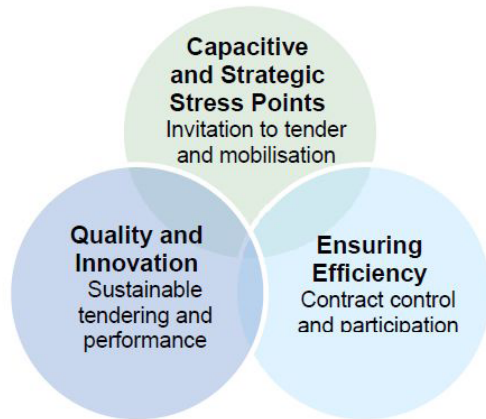 Capacitive
and Strategic
Stress Points
Invitation to tender
and mobilisation
Quality and
Innovation
Sustainable
tendering and
performance
Ensuring
Efficiency
Contract control
and participation